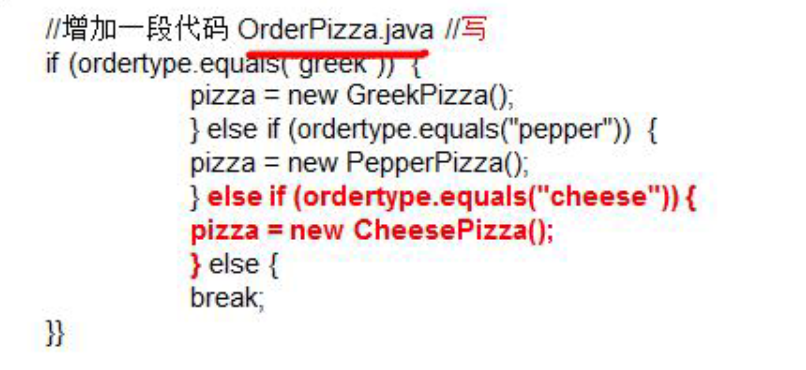 //增加一段代码 OrderPizza.java //写
if (ordertype.equals("greek")) {
pizza = new GreekPizza();
} else if (ordertype.equals("pepper")) {
pizza = new PepperPizza();
} else if (ordertype.equals("cheese")) {
pizza = new CheesePizza();
} else {
break;
}}